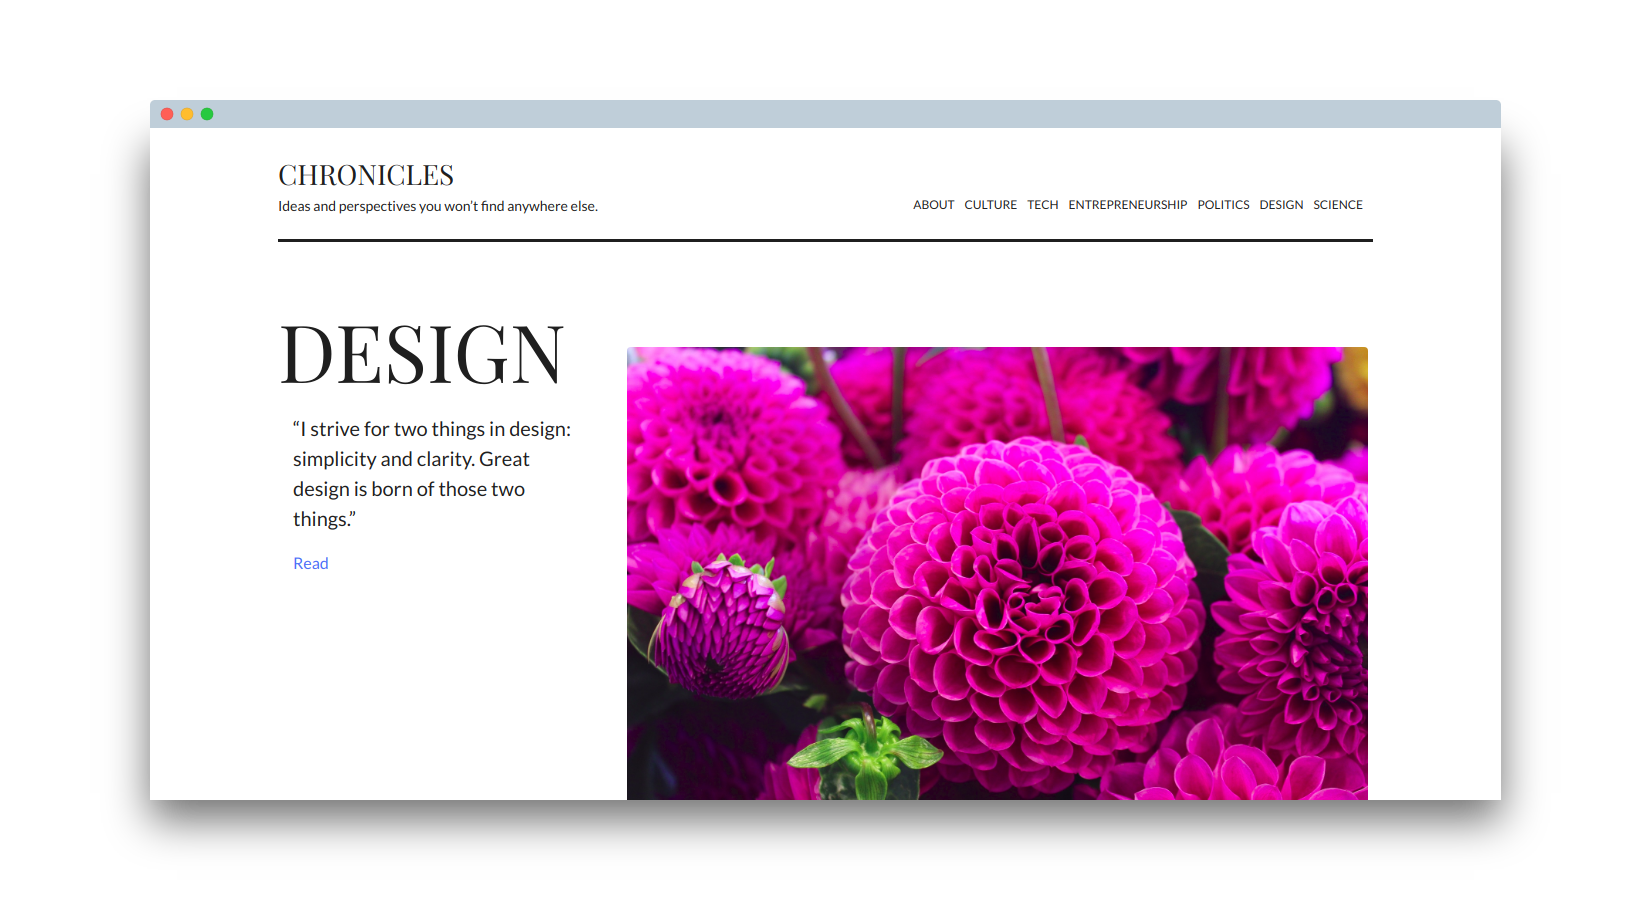 CHRONICLES
Ideas and perspectives you won’t find anywhere else.
ABOUT CULTURE TECH ENTREPRENEURSHIP POLITICS DESIGN SCIENCE
DESIGN
“I strive for two things in design:
simplicity and clarity. Great
design is born of those two
things.”
Read